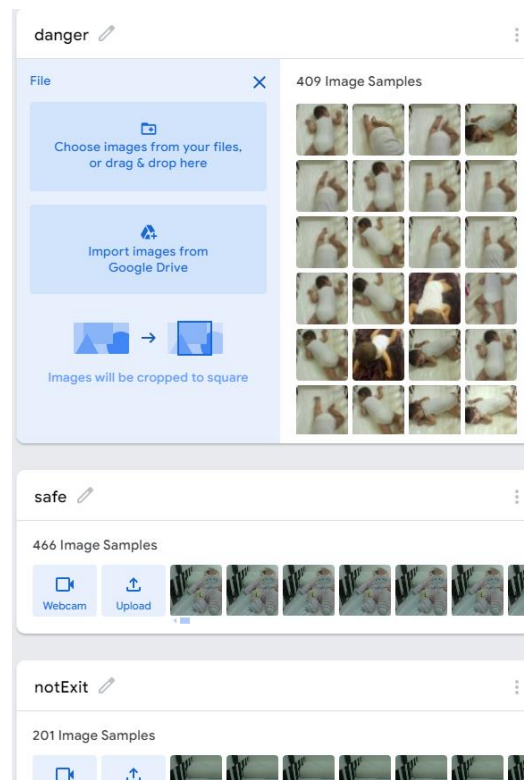 danger
File
409 Image Samples
Choose images from your files,
or drag & drop here
Import images from
Google Drive
Images will be cropped to square
safe
466 Image Samples
Webcam
Upload
notExit
201 Image Samples